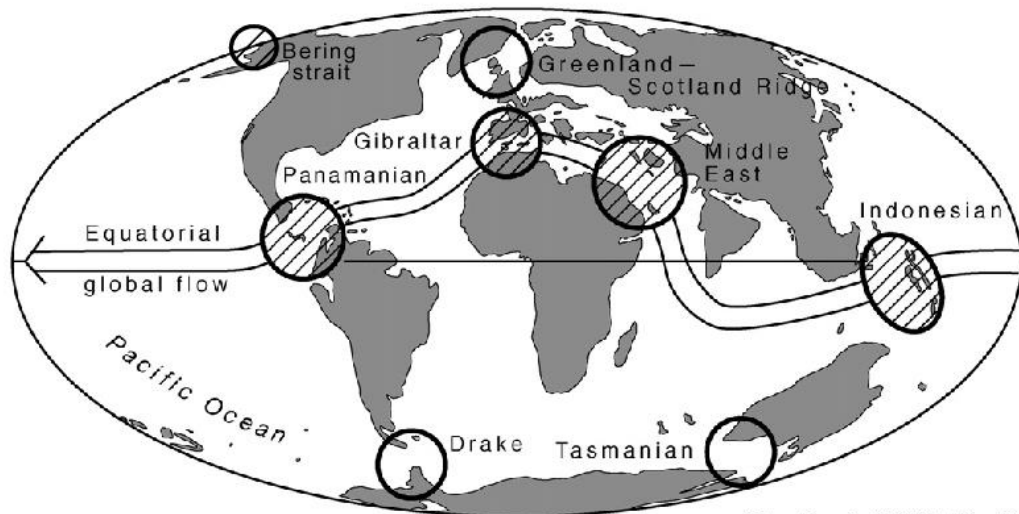 Bering
strait
Greenland—
Scotland Ridge
Gibraltar
Middle
East
Panamanian
Indonesian
Equatorial
global flow
Pacific Ocean
Drake
Tasmanian